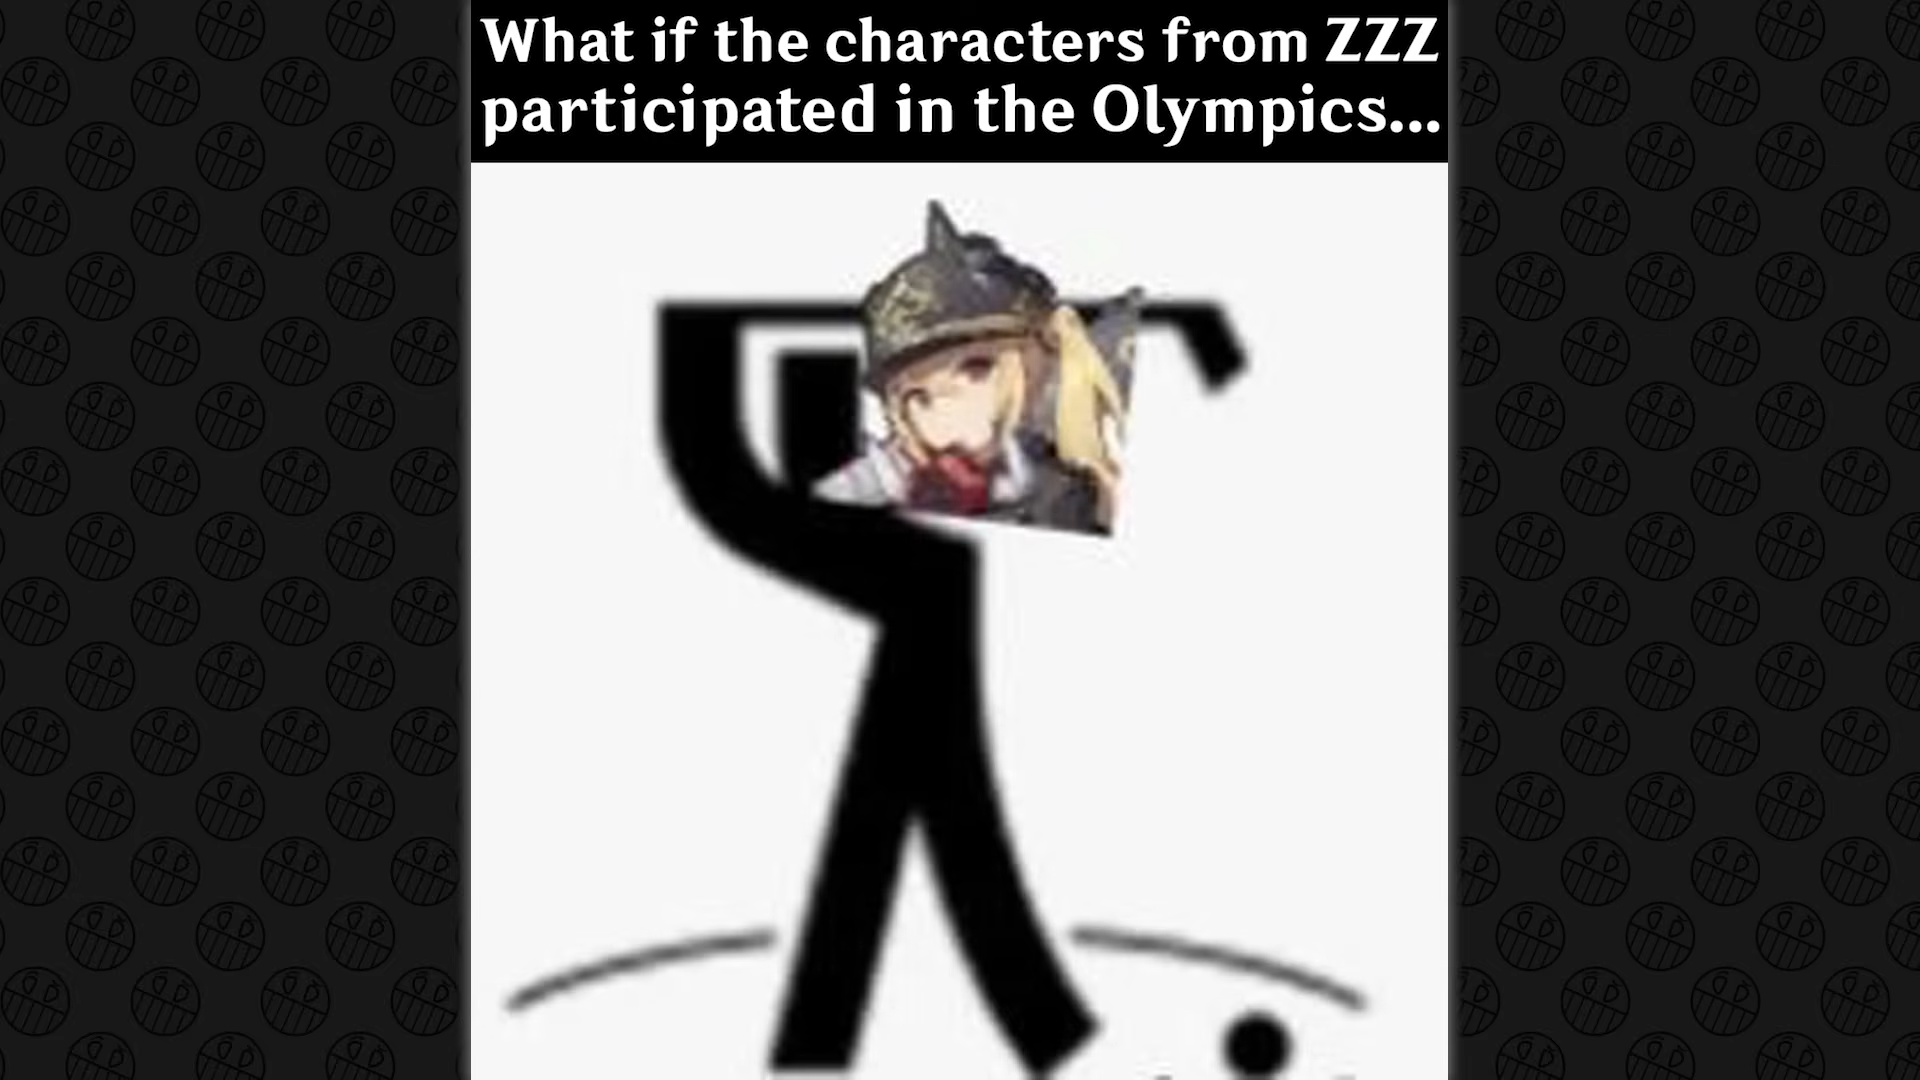 What if the characters from ZZZ
participated in the Olympics...